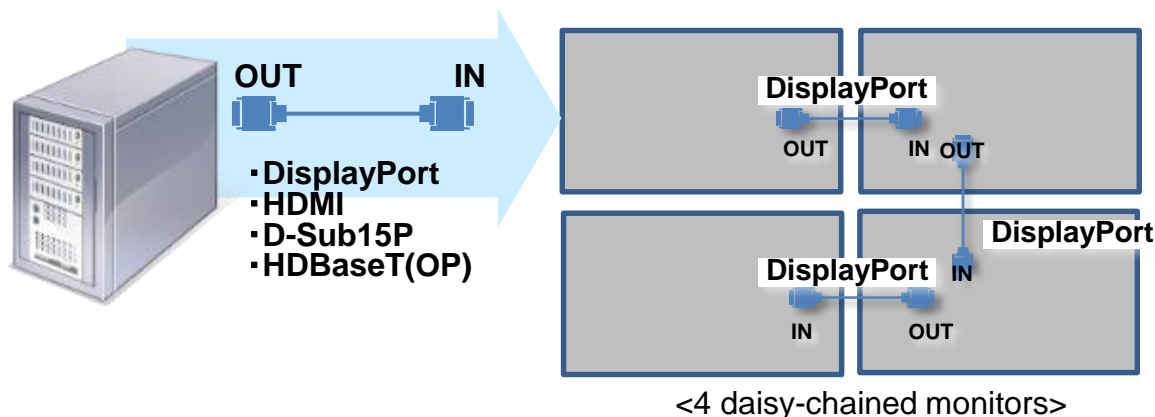 OUT IN
・DisplayPort
・HDMI
・D-Sub15P
・HDBaseT(OP)
DisplayPort
OUT IN OUT
DisplayPort
IN
DisplayPort
IN OUT
<4 daisy-chained monitors>